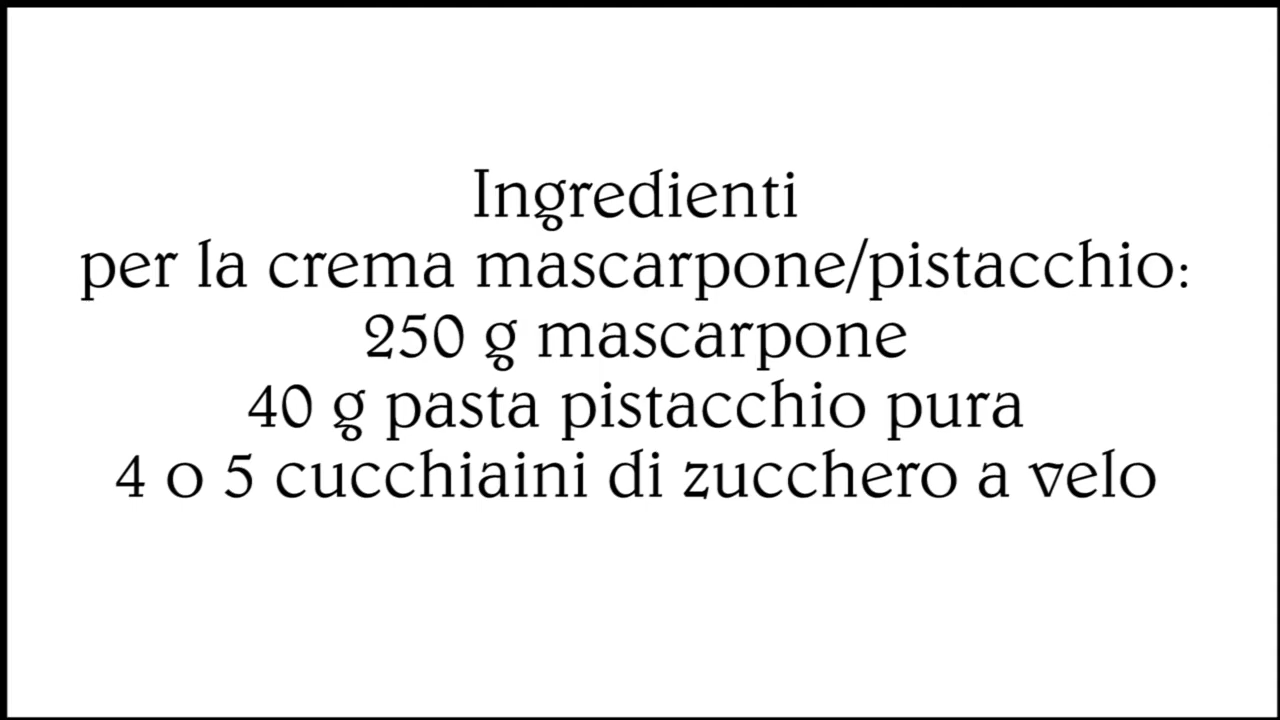 Ingredienti
per la crema mascarpone/pistacchio:
250 g mascarpone
40 g pasta pistacchio pura
4 o 5 cucchiaini di zucchero a velo